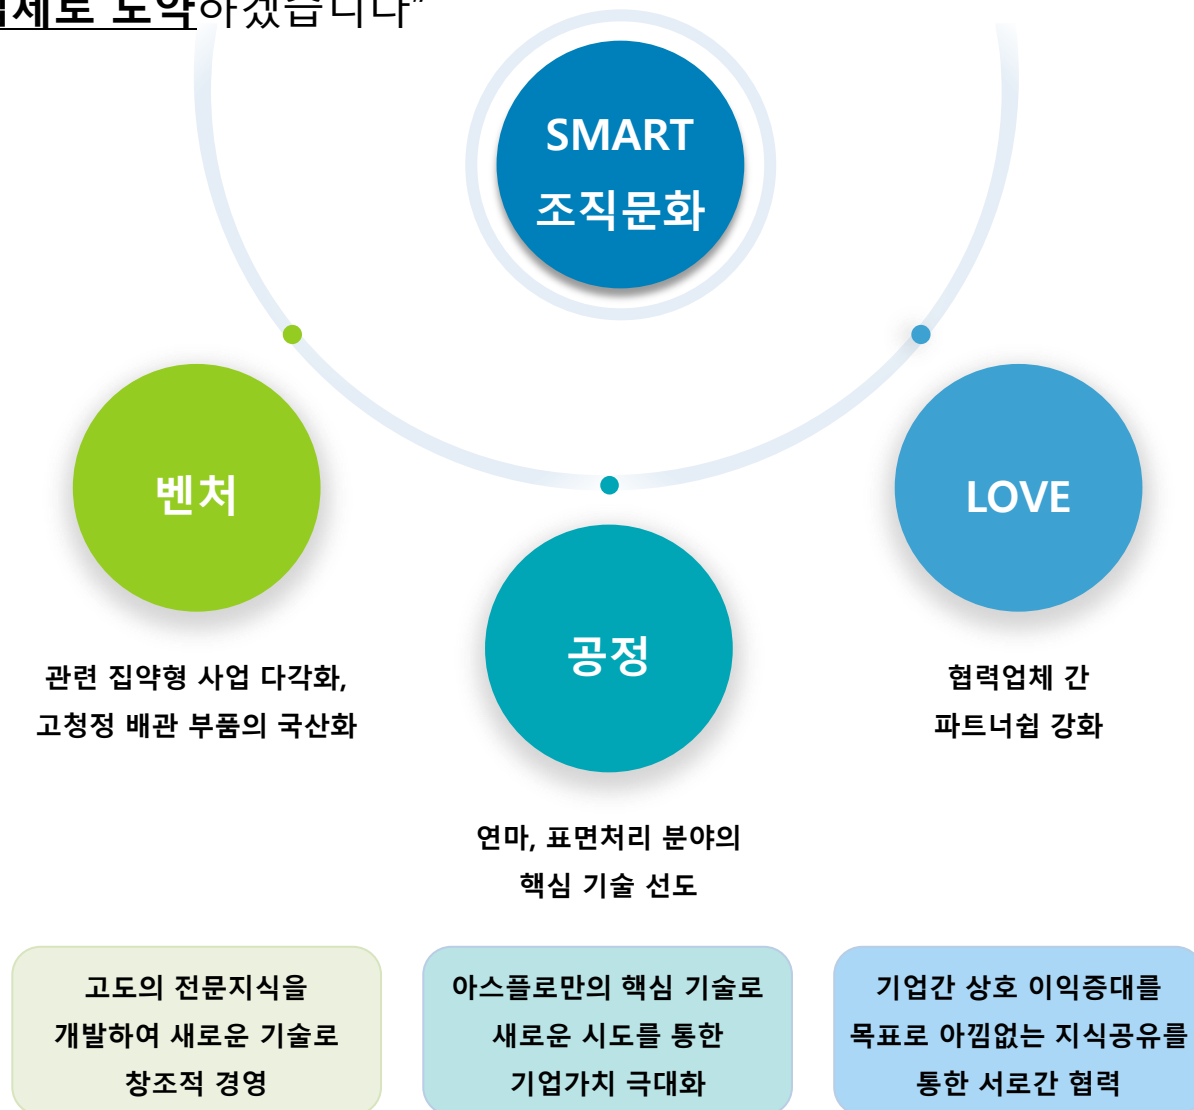 도약하겠습니다”
SMART
조직문화
벤처
LOVE
공정
관련 집약형 사업 다각화,
고청정 배관 부품의 국산화
협력업체 간
파트너쉽 강화
연마, 표면처리 분야의
핵심 기술 선도
고도의 전문지식을
개발하여 새로운 기술로
창조적 경영
아스플로만의 핵심 기술로
새로운 시도를 통한
기업가치 극대화
기업간 상호 이익증대를
목표로 아낌없는 지식공유를
통한 서로간 협력